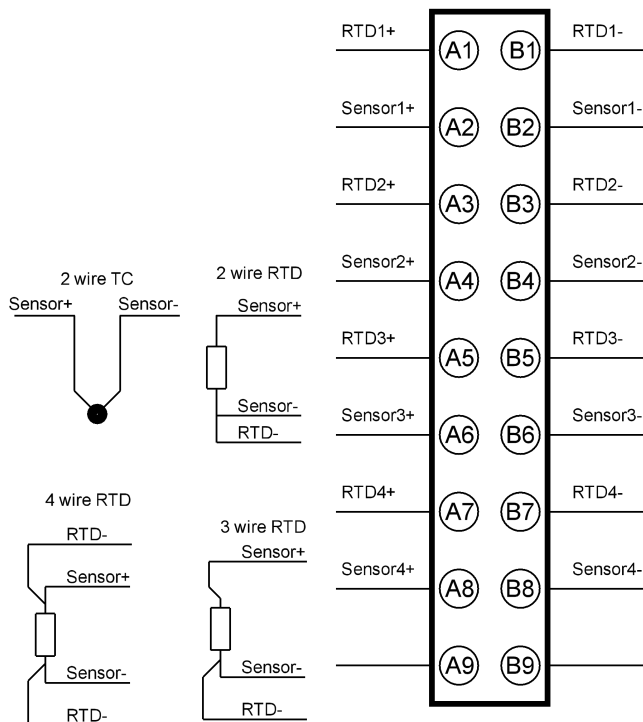 RTD1+ A1 B1 RTD1-
Sensor1+ A2 B2 Sensor1-
RTD2+ A3 B3 RTD2-
Sensor2+ A4 B4 Sensor2-
RTD3+ A5 B5 RTD3-
Sensor3+ A6 B6 Sensor3-
RTD4+ A7 B7 RTD4-
Sensor4+ A8 B8 Sensor4-
A9 B9
2 wire TC
Sensor+ Sensor-
2 wire RTD
Sensor+
Sensor-
RTD-
4 wire RTD
RTD-
Sensor+
Sensor-
RTD-
3 wire RTD
Sensor+
Sensor-
RTD-